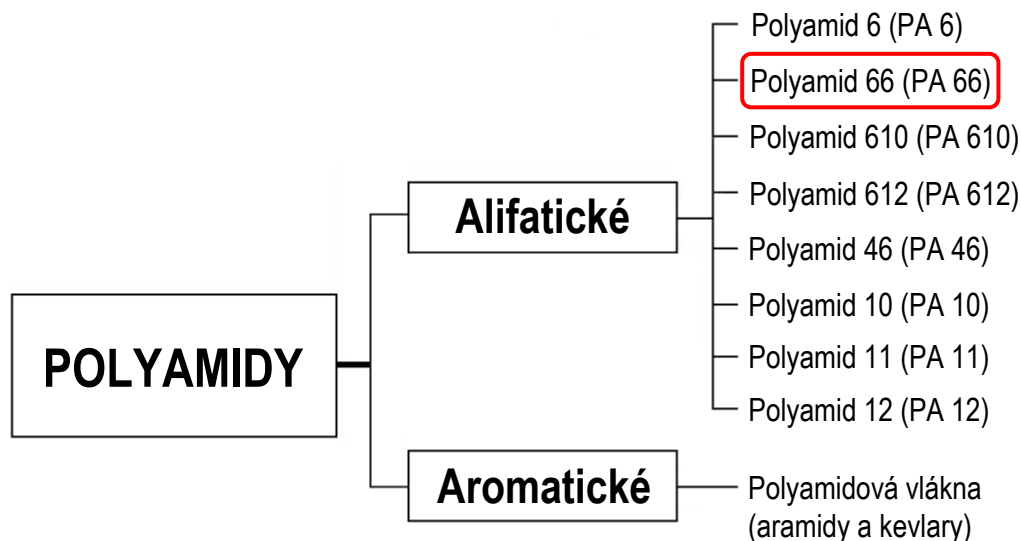 Polyamid 6 (PA 6)
Polyamid 66 (PA 66)
Polyamid 610 (PA 610)
Polyamid 612 (PA 612)
Alifatické
Polyamid 46 (PA 46)
Polyamid 10 (PA 10)
POLYAMIDY
Polyamid 11 (PA 11)
Polyamid 12 (PA 12)
Aromatické
Polyamidová vlákna
(aramidy a kevlary)